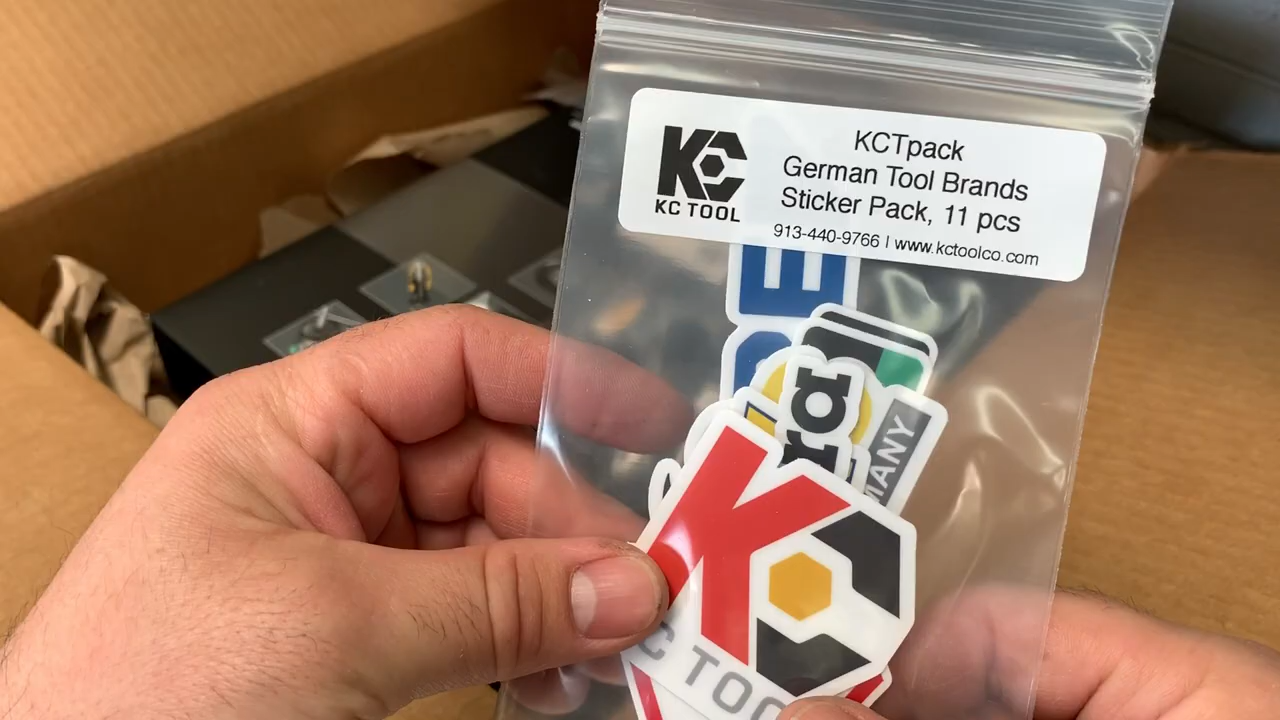 KC TOOL
KCTpack
German Tool Brands
Sticker Pack, 11 pcs
913-440-9766 | www.kctoolco.com
KC